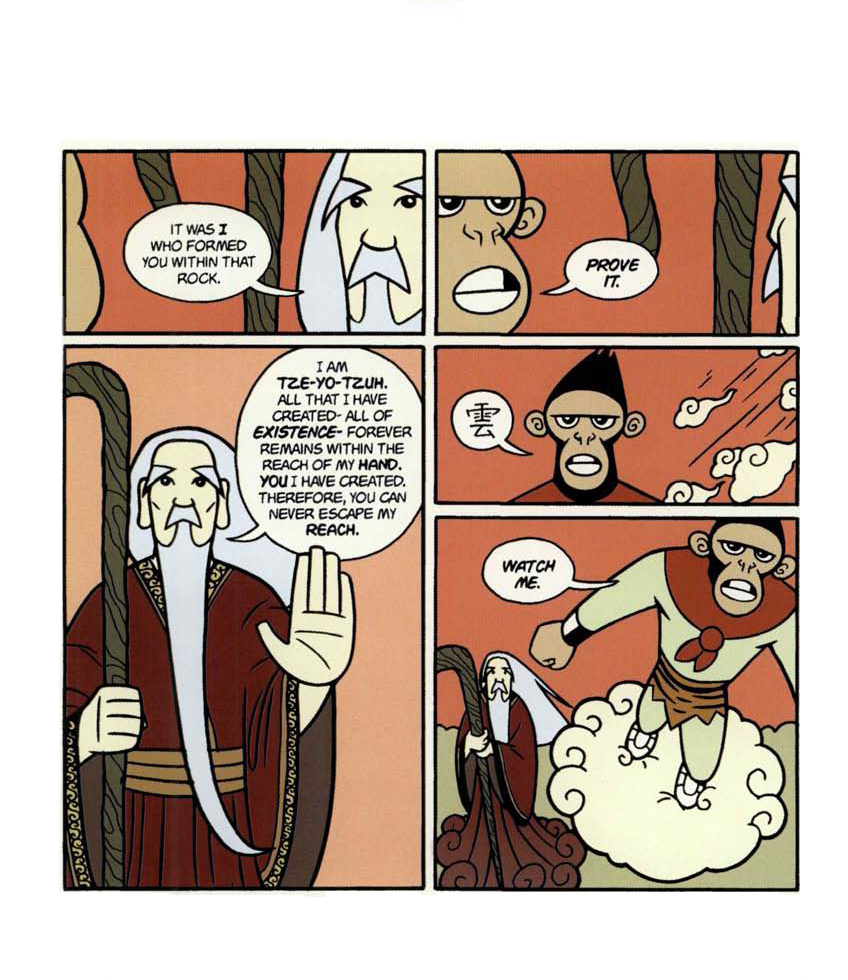 IT WAS I
WHO FORMED
YOU WITHIN THAT
ROCK.
PROVE
IT.
I AM
TZE-YO-TZUH.
ALL THAT I HAVE
CREATED- ALL OF
EXISTENCE- FOREVER
REMAINS WITHIN THE
REACH OF MY HAND.
YOU I HAVE CREATED.
THEREFORE, YOU CAN
NEVER ESCAPE MY
REACH.
雲
WATCH
ME.